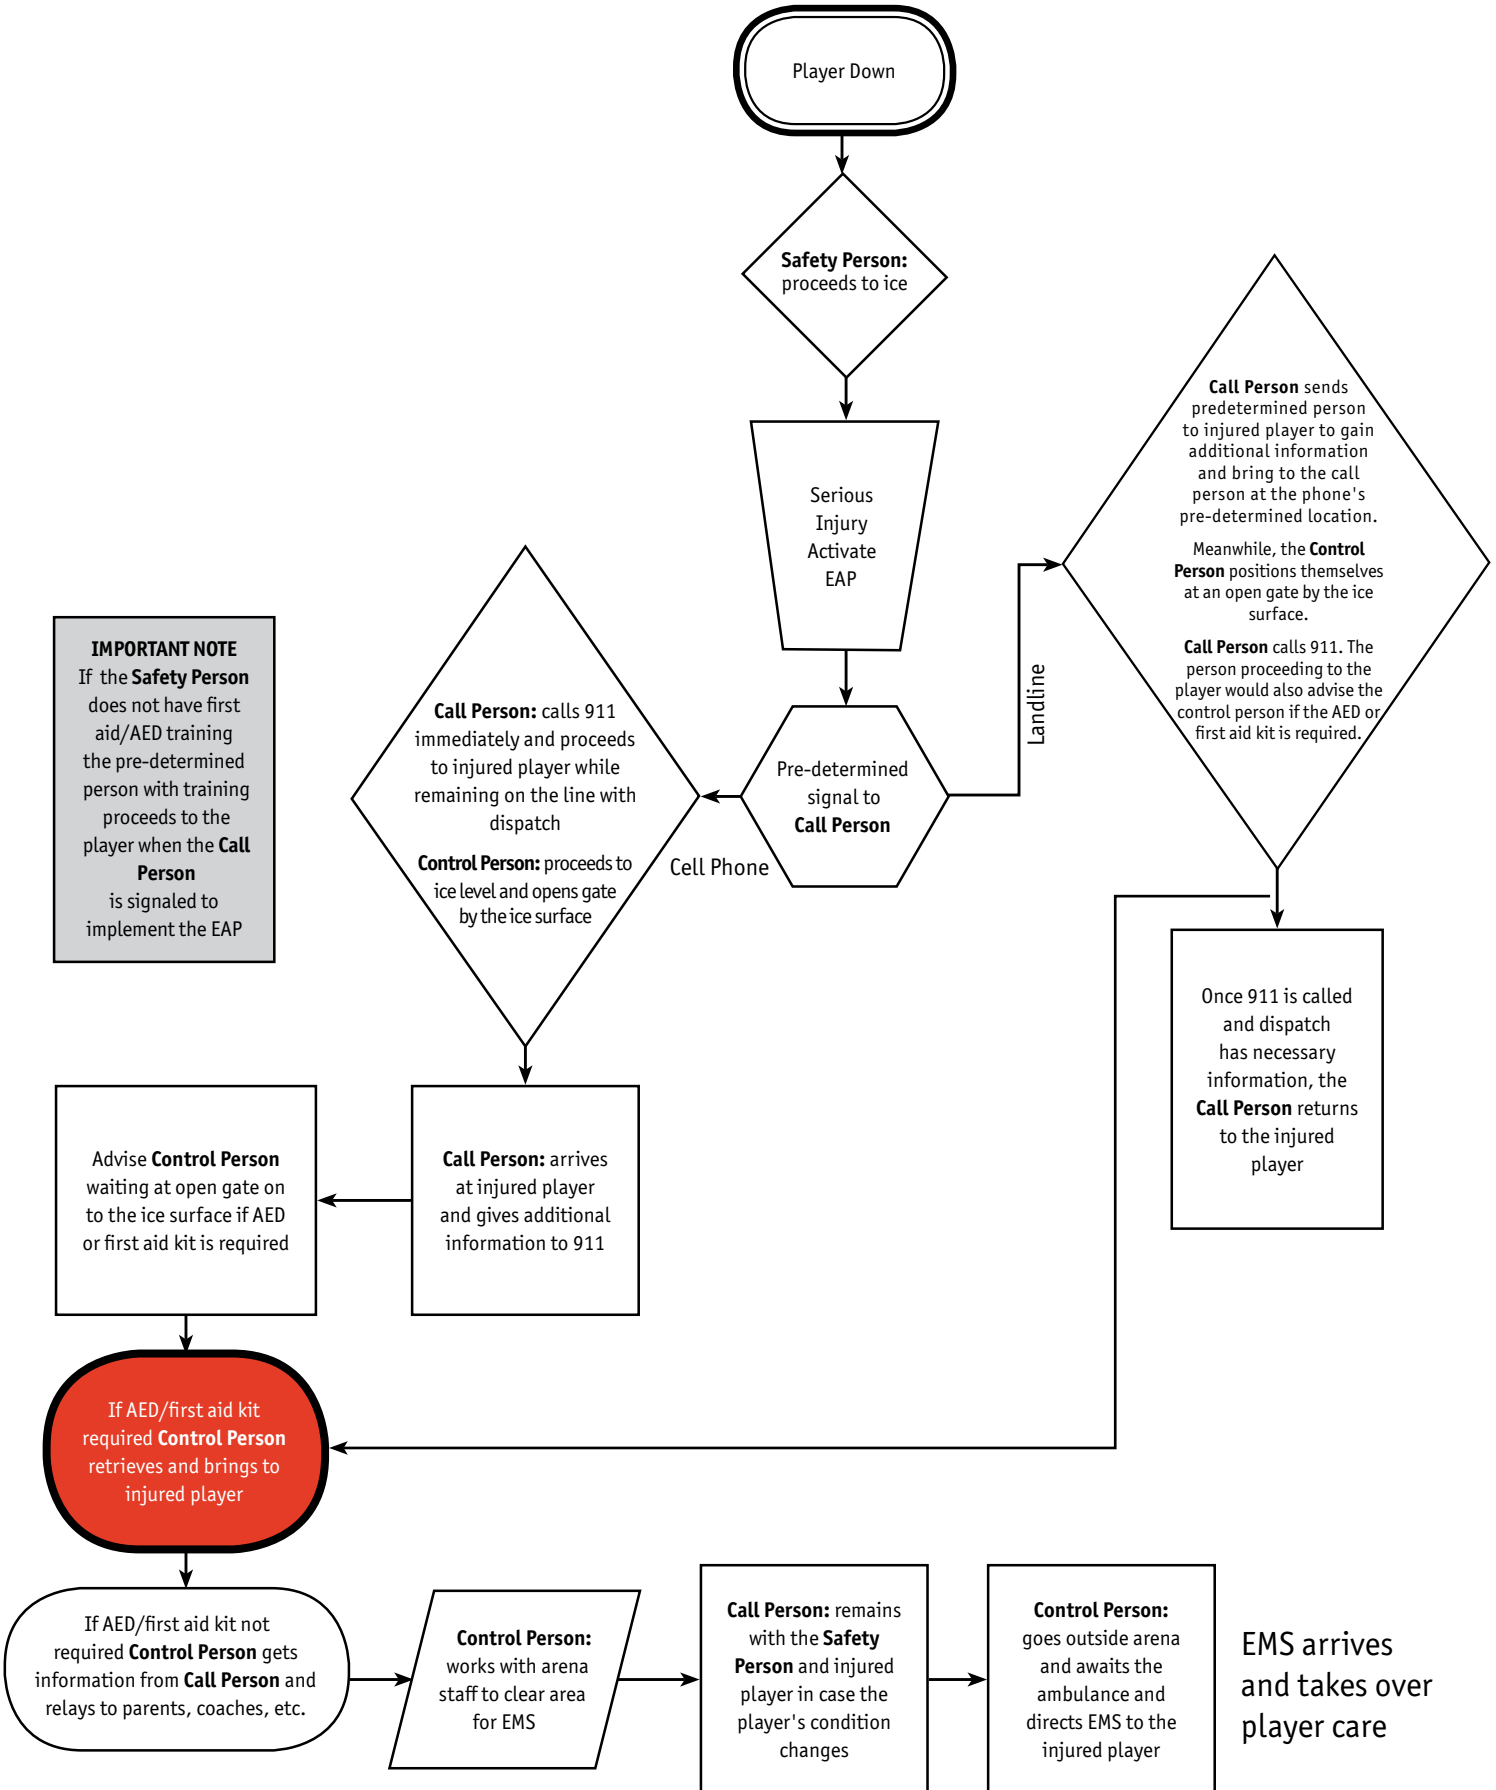 Player Down
Safety Person:
proceeds to ice
Serious
Injury
Activate
EAP
Pre-determined
signal to
Call Person
Landline
Call Person sends
predetermined person
to injured player to gain
additional information
and bring to the call
person at the phone's
pre-determined location.
Meanwhile, the Control
Person positions themselves
at an open gate by the ice
surface.
Call Person calls 911. The
person proceeding to the
player would also advise the
control person if the AED or
first aid kit is required.
Once 911 is called
and dispatch
has necessary
information, the
Call Person returns
to the injured
player
Cell Phone
Call Person: calls 911
immediately and proceeds
to injured player while
remaining on the line with
dispatch
Control Person: proceeds to
ice level and opens gate
by the ice surface
IMPORTANT NOTE
If the Safety Person
does not have first
aid/AED training
the pre-determined
person with training
proceeds to the
player when the Call
Person
is signaled to
implement the EAP
Call Person: arrives
at injured player
and gives additional
information to 911
Advise Control Person
waiting at open gate on
to the ice surface if AED
or first aid kit is required
If AED/first aid kit
required Control Person
retrieves and brings to
injured player
If AED/first aid kit not
required Control Person gets
information from Call Person and
relays to parents, coaches, etc.
Control Person:
works with arena
staff to clear area
for EMS
Call Person: remains
with the Safety
Person and injured
player in case the
player's condition
changes
Control Person:
goes outside arena
and awaits the
ambulance and
directs EMS to the
injured player
EMS arrives
and takes over
player care